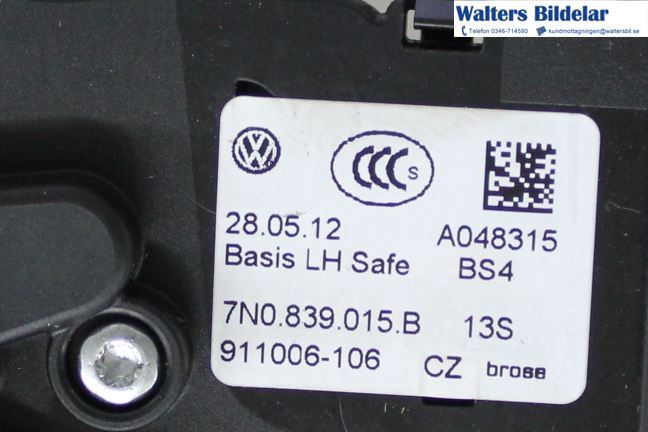 Walters Bildelar
Telefon 0346-714580 kundmottagningen@waltersbil.se
VW
CCC S
28.05.12 A048315
Basis LH Safe BS4
7N0.839.015.B 13S
911006-106 CZ brose